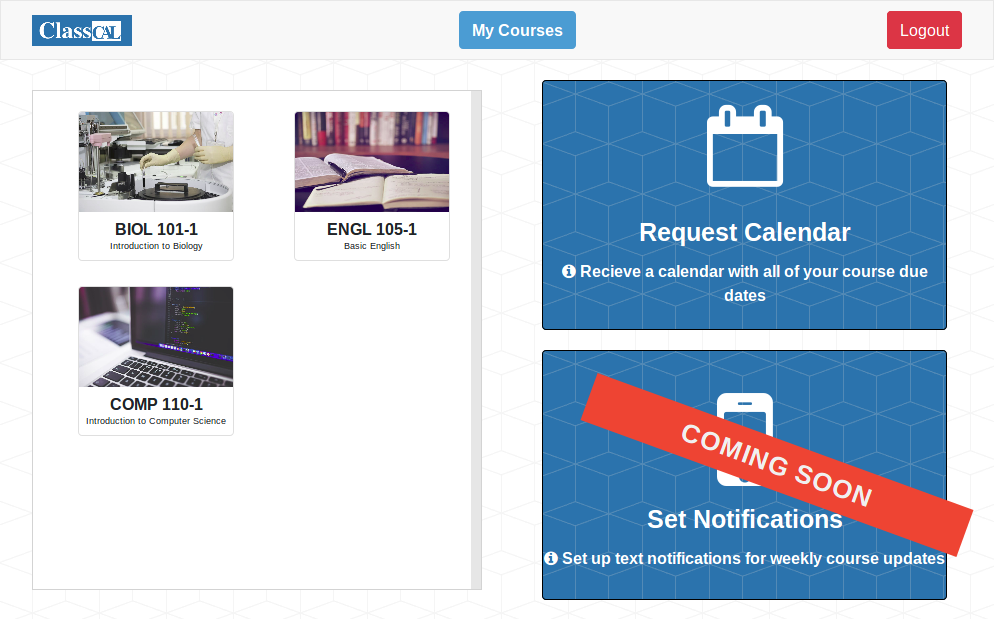 ClassCAL
My Courses
Logout
BIOL 101-1
Introduction to Biology
ENGL 105-1
Basic English
COMP 110-1
Introduction to Computer Science
Request Calendar
Recieve a calendar with all of your course due
dates
COMING SOON
Set Notifications
Set up text notifications for weekly course updates